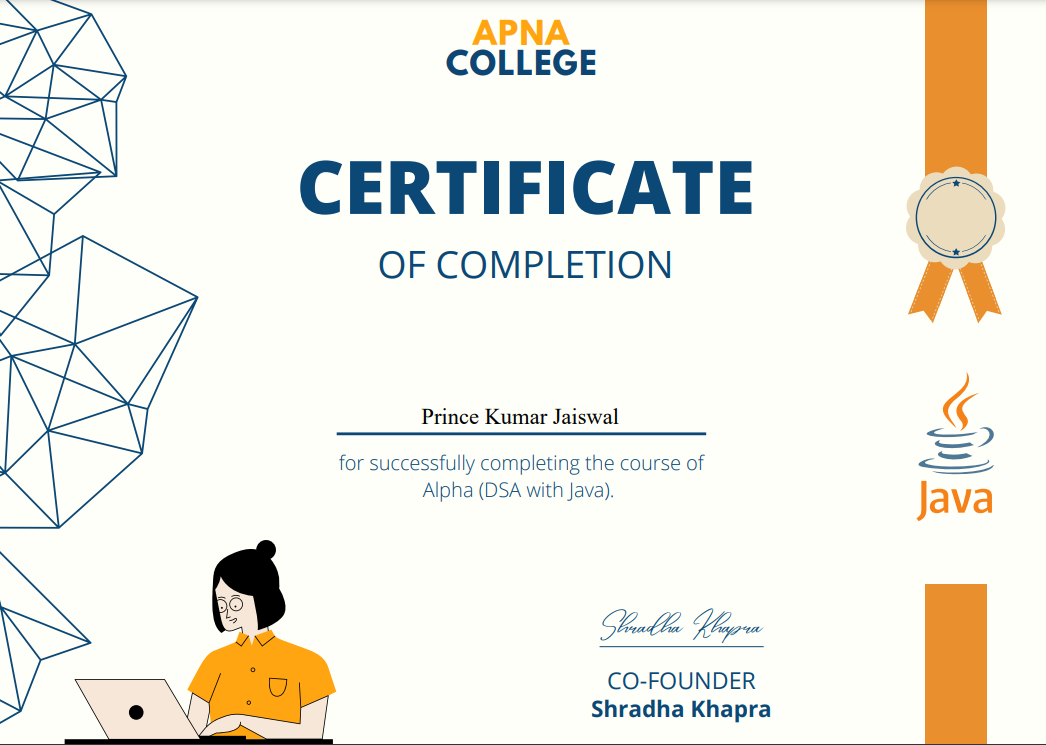 APNA
COLLEGE
CERTIFICATE
OF COMPLETION
Prince Kumar Jaiswal
for successfully completing the course of
Alpha (DSA with Java).
Java
Shradha Khapra
CO-FOUNDER
Shradha Khapra